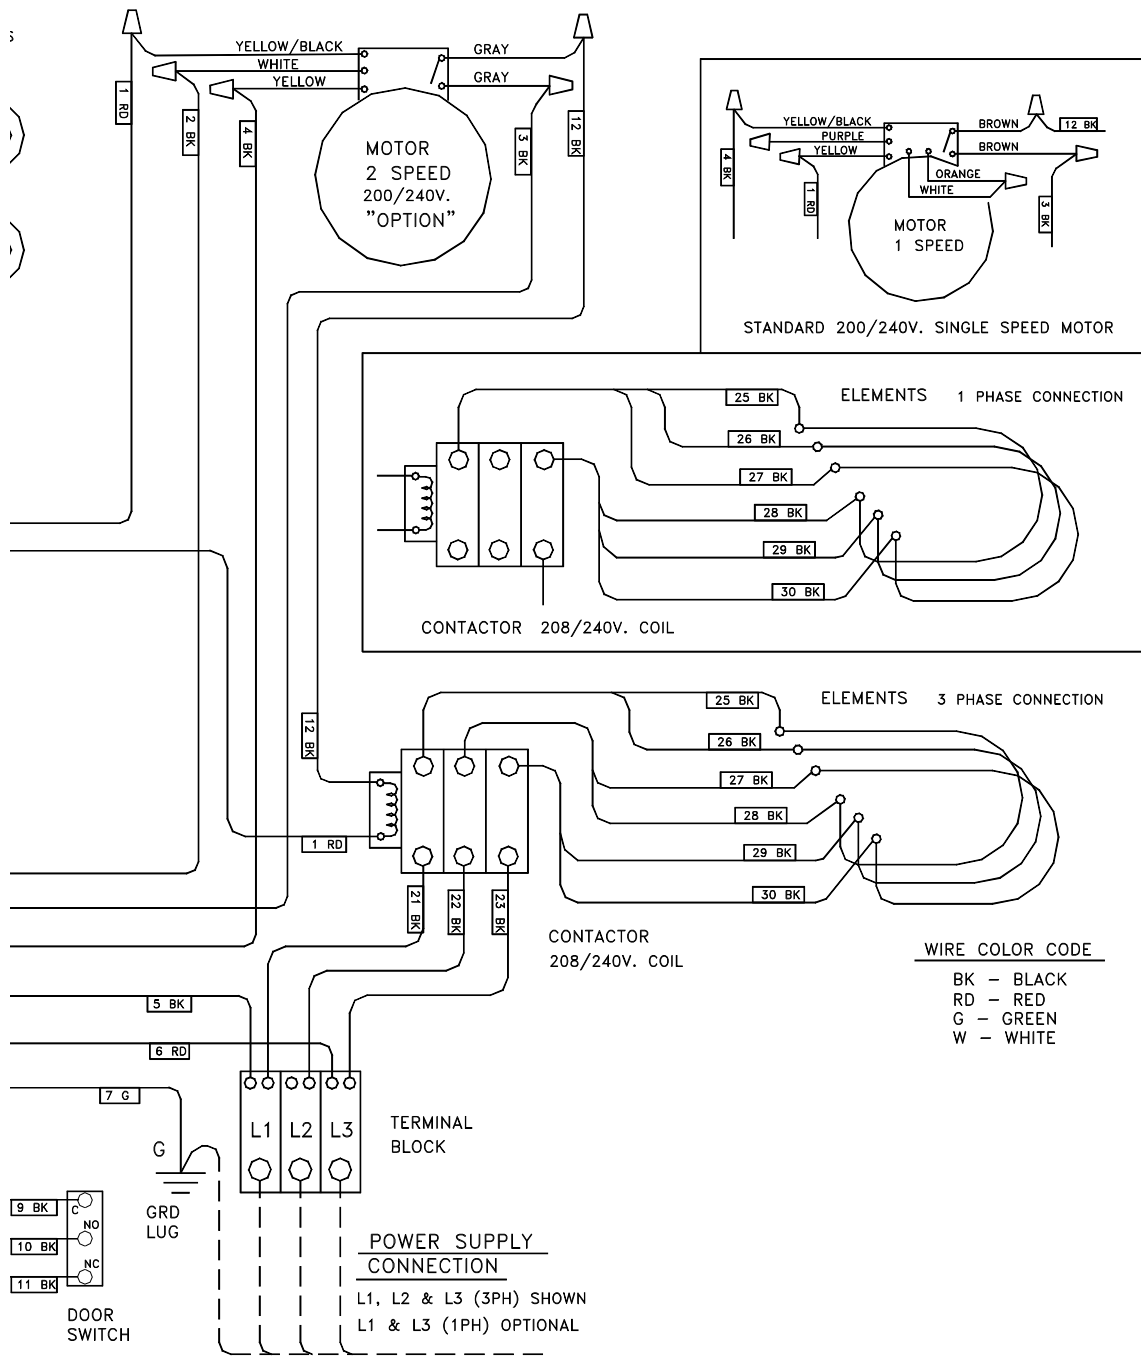 S
YELLOW/BLACK
WHITE
YELLOW
GRAY
GRAY
1 RD
2 BK
4 BK
3 BK
12 BK
MOTOR
2 SPEED
200/240V.
"OPTION"
YELLOW/BLACK
PURPLE
YELLOW
BROWN
12 BK
BROWN
ORANGE
WHITE
4 BK
1 RD
3 BK
MOTOR
1 SPEED
STANDARD 200/240V. SINGLE SPEED MOTOR
25 BK
ELEMENTS 1 PHASE CONNECTION
26 BK
27 BK
28 BK
29 BK
30 BK
CONTACTOR 208/240V. COIL
25 BK
ELEMENTS 3 PHASE CONNECTION
26 BK
27 BK
28 BK
29 BK
30 BK
12 BK
1 RD
21 BK
22 BK
23 BK
CONTACTOR
208/240V. COIL
WIRE COLOR CODE
BK – BLACK
RD – RED
G – GREEN
W – WHITE
5 BK
6 RD
7 G
L1 L2 L3
TERMINAL
BLOCK
G
GRD
LUG
9 BK
C
NO
10 BK
NC
11 BK
DOOR
SWITCH
POWER SUPPLY
CONNECTION
L1, L2 & L3 (3PH) SHOWN
L1 & L3 (1PH) OPTIONAL